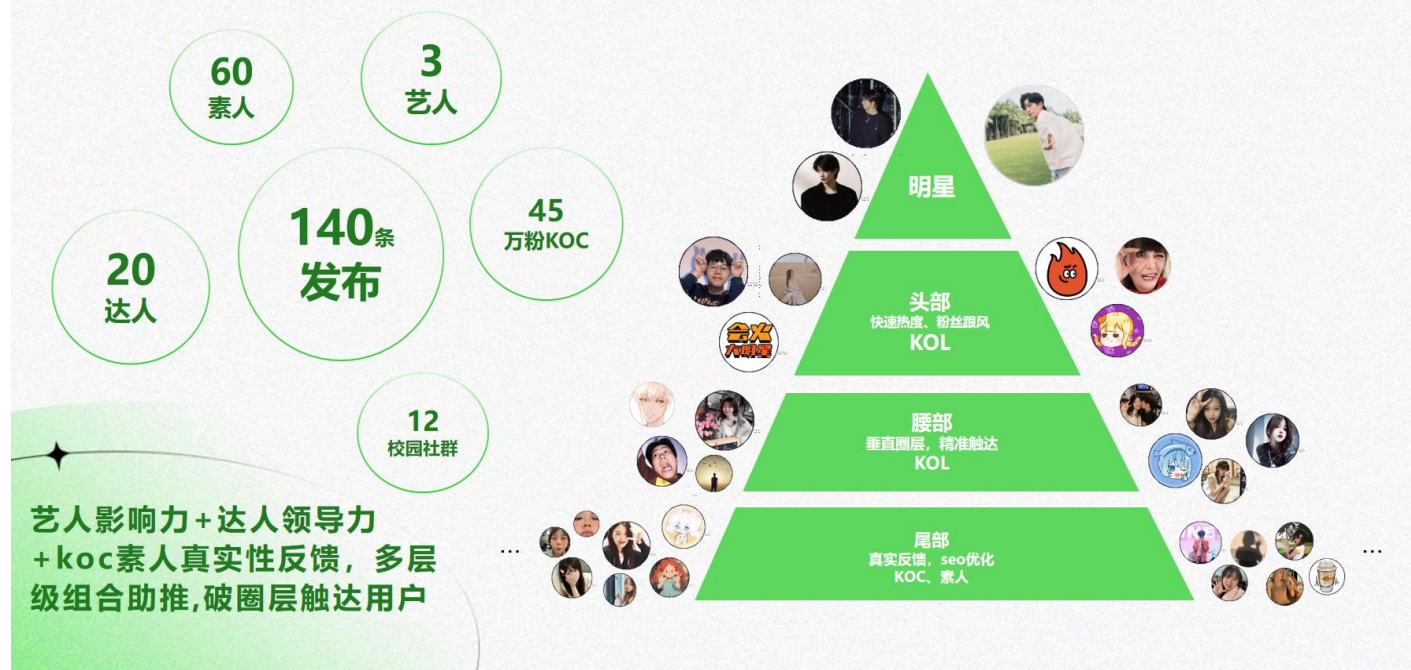 60
素人
3
艺人
140条
发布
45
万粉KOC
20
达人
12
校园社群
艺人影响力+达人领导力
+koc素人真实性反馈，多层
级组合助推,破圈层触达用户
明星
头部
快速热度、粉丝跟风
KOL
会火
大明星
腰部
垂直圈层，精准触达
KOL
尾部
真实反馈，seo优化
KOC、素人
...
...